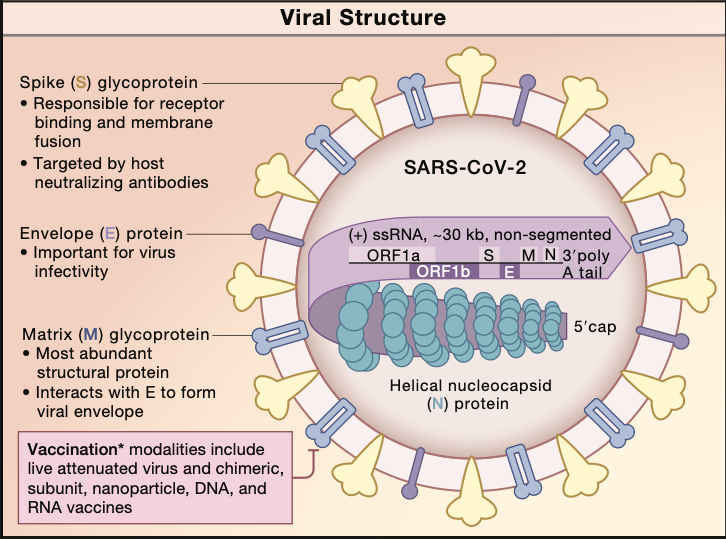 Viral Structure
Spike (S) glycoprotein
• Responsible for receptor
binding and membrane
fusion
• Targeted by host
neutralizing antibodies
Envelope (E) protein
• Important for virus
infectivity
Matrix (M) glycoprotein
• Most abundant
structural protein
• Interacts with E to form
viral envelope
Vaccination* modalities include
live attenuated virus and chimeric,
subunit, nanoparticle, DNA, and
RNA vaccines
SARS-CoV-2
(+) ssRNA, ~30 kb, non-segmented
ORF1a S M N 3′poly
ORF1b E A tail
5′cap
Helical nucleocapsid
(N) protein